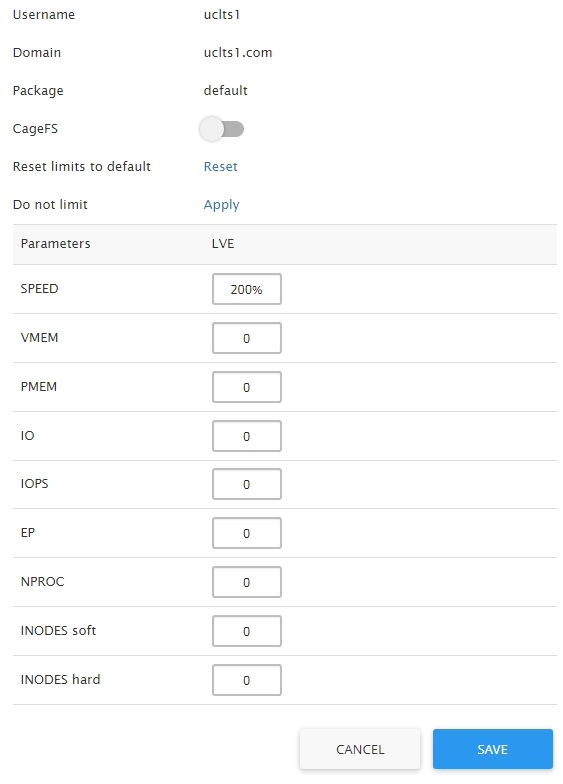 Username uclts1
Domain uclts1.com
Package default
CageFS
Reset limits to default Reset
Do not limit Apply
Parameters LVE
SPEED 200%
VMEM 0
PMEM 0
IO 0
IOPS 0
EP 0
NPROC 0
INODES soft 0
INODES hard 0
CANCEL SAVE